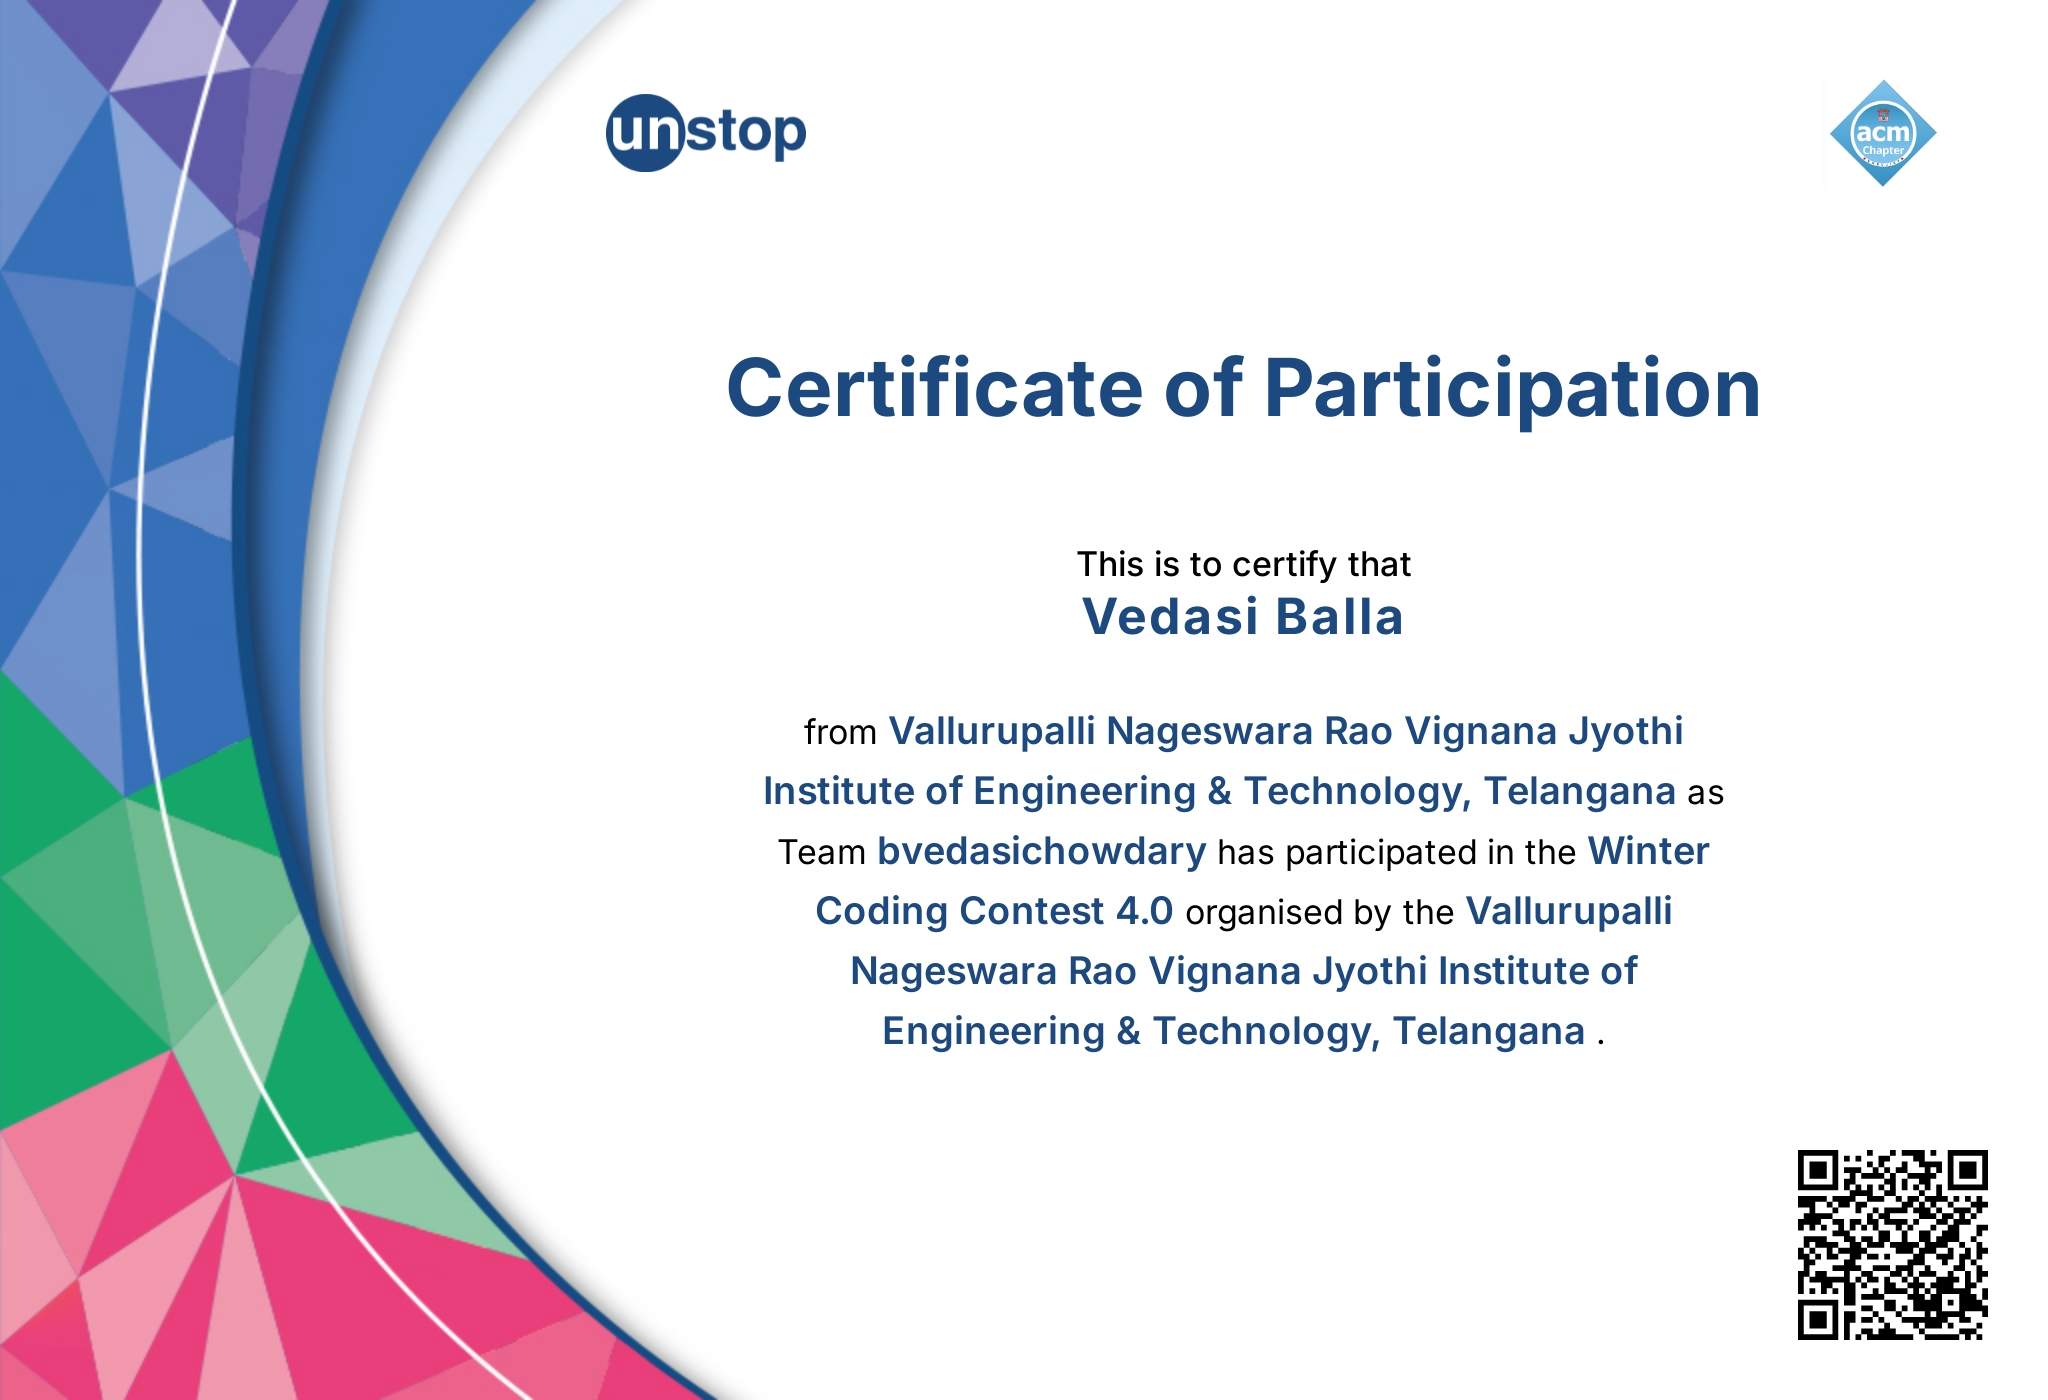 unstop
acm
Chapter
Certificate of Participation
This is to certify that
Vedasi Balla
from Vallurupalli Nageswara Rao Vignana Jyothi
Institute of Engineering & Technology, Telangana as
Team bvedasichowdary has participated in the Winter
Coding Contest 4.0 organised by the Vallurupalli
Nageswara Rao Vignana Jyothi Institute of
Engineering & Technology, Telangana .